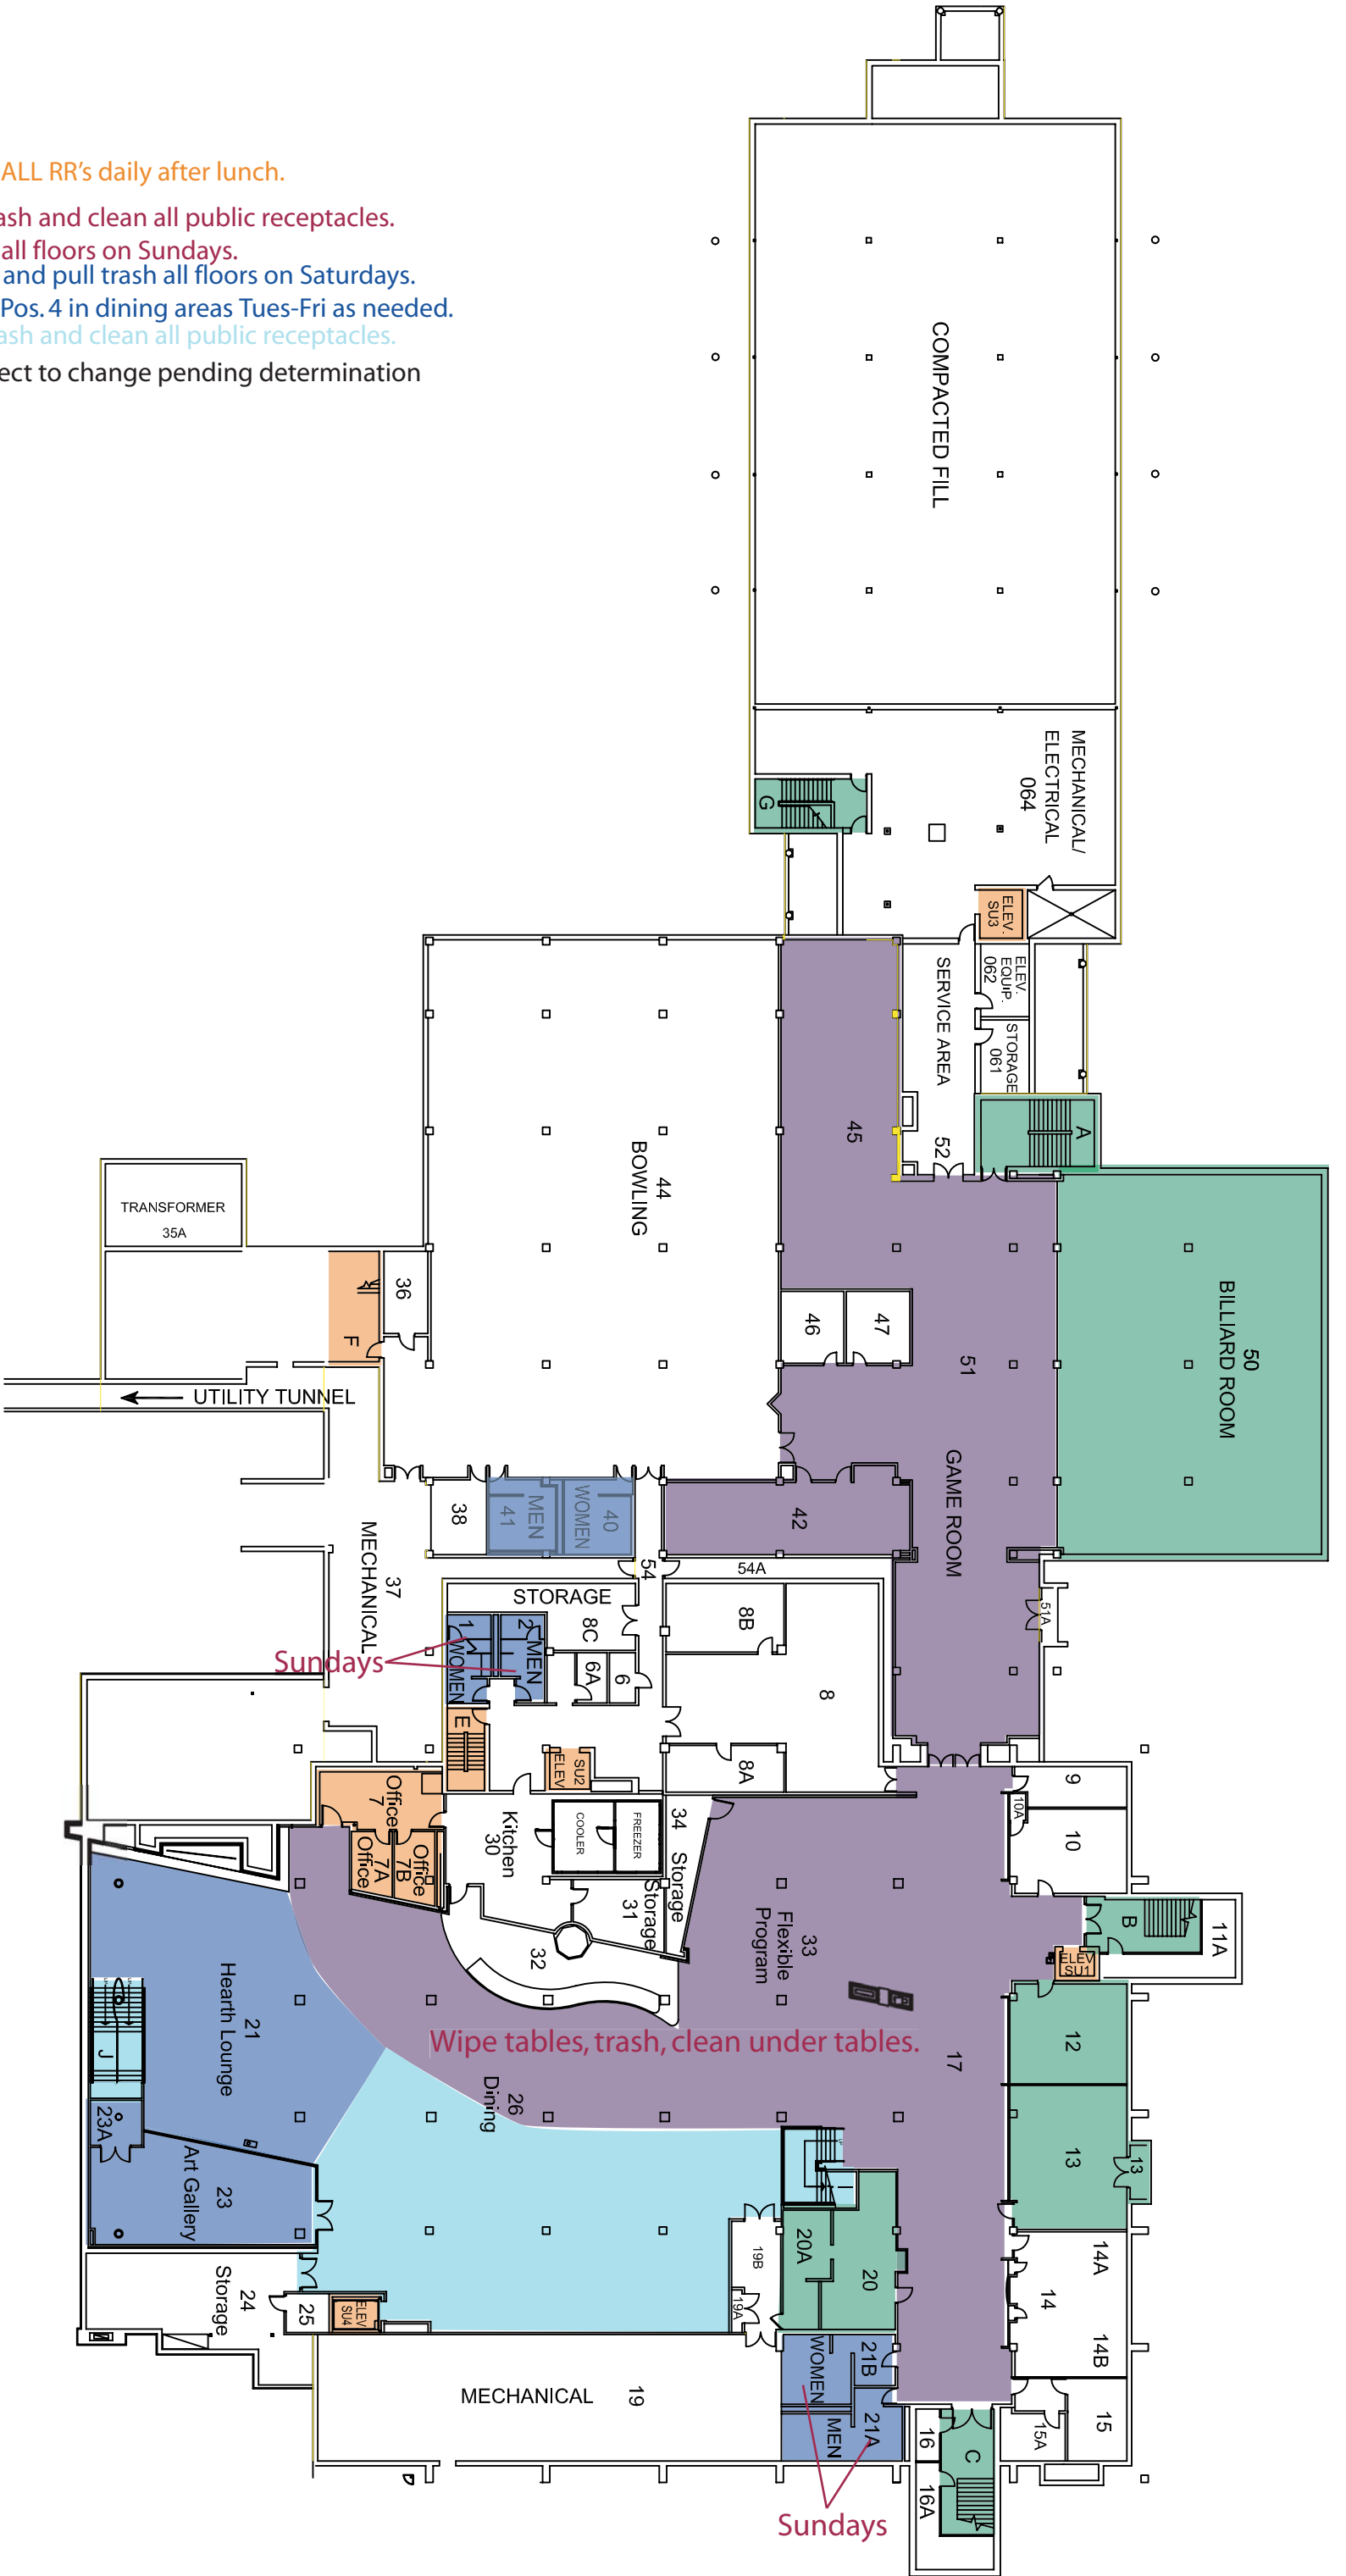 ALL RR's daily after lunch.
ash and clean all public receptacles.
all floors on Sundays.
and pull trash all floors on Saturdays.
Pos. 4 in dining areas Tues-Fri as needed.
ash and clean all public receptacles.
ect to change pending determination
COMPACTED FILL
MECHANICAL/
ELECTRICAL
064
G
ELEV.
SU3
ELEV.
EQUIP.
062
STORAGE
061
SERVICE AREA
52
A
45
44
BOWLING
TRANSFORMER
35A
36
F
UTILITY TUNNEL
46
47
51
GAME ROOM
50
BILLIARD ROOM
38
41
MEN
40
WOMEN
42
37
MECHANICAL
54
54A
51A
STORAGE
8C
8B
8
8A
1
WOMEN
2
MEN
6A
6
Sundays
E
SU2
ELEV
9
10A
10
Office
7
Office
7A
Office
7B
Kitchen
30
COOLER
FREEZER
34
Storage
Storage
31
32
33
Flexible
Program
B
11A
ELEV
SU1
21
Hearth Lounge
J
12
17
Wipe tables, trash, clean under tables.
26
Dining
23A
23
Art Gallery
13
13
I
20A
20
19B
19A
14A
14
14B
24
Storage
25
ELEV
SU4
MECHANICAL
19
WOMEN
21B
MEN
21A
16
16A
C
15A
15
Sundays